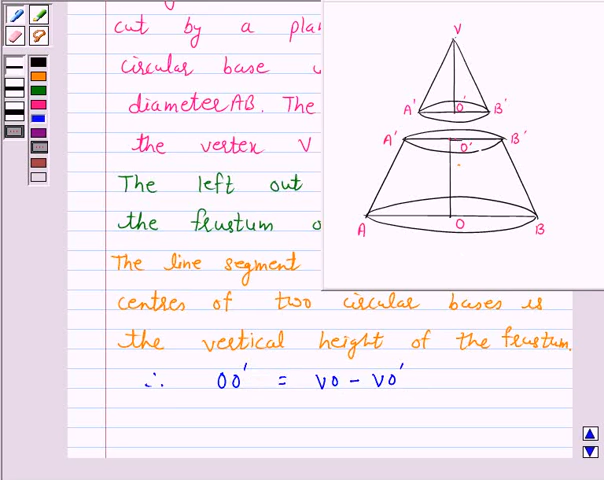 cut by a plan
circular base u
diameter AB. The
the vertex V
The left out
the frustum o
The line segment
centres of two circular bases is
the vertical height of the frustum.
∴ OO' = VO - VO'
V
A' O' B'
A' O' B'
A O B